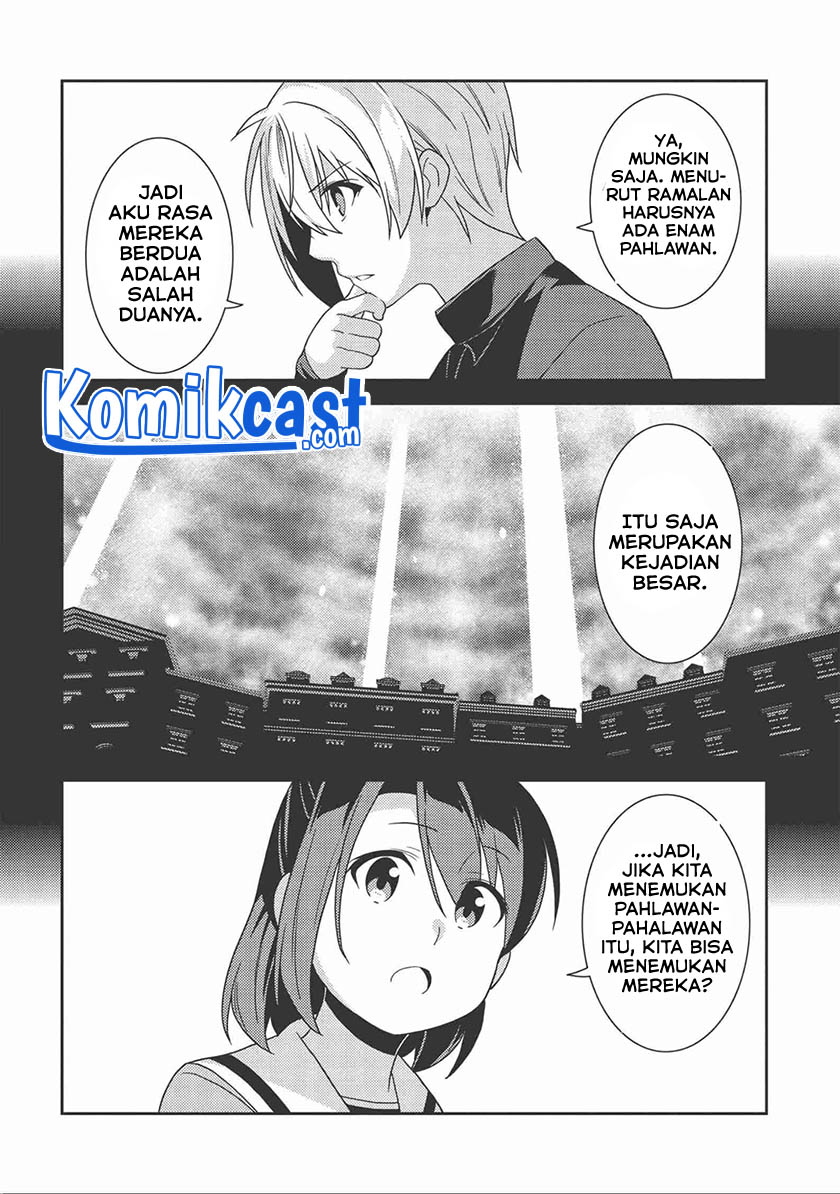 YA,
MUNGKIN
SAJA. MENU-
RUT RAMALAN
HARUSNYA
ADA ENAM
PAHLAWAN.
JADI
AKU RASA
MEREKA
BERDUA
ADALAH
SALAH
DUANYA.
Komikcast
.com
ITU SAJA
MERUPAKAN
KEJADIAN
BESAR.
...JADI,
JIKA KITA
MENEMUKAN
PAHLAWAN-
PAHALAWAN
ITU, KITA BISA
MENEMUKAN
MEREKA?